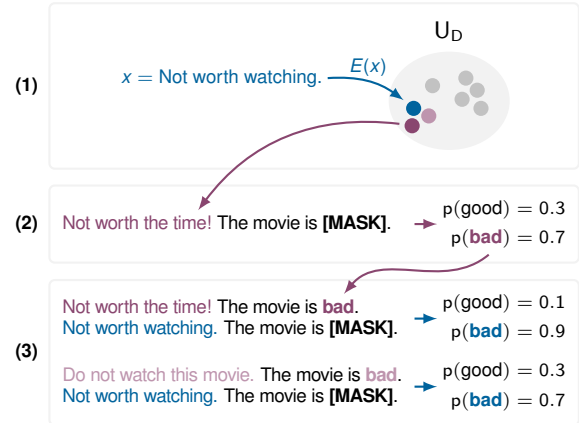 U_D
(1)
x = Not worth watching.
E(x)
(2)
Not worth the time! The movie is [MASK].
p(good) = 0.3
p(bad) = 0.7
(3)
Not worth the time! The movie is bad.
Not worth watching. The movie is [MASK].
p(good) = 0.1
p(bad) = 0.9
Do not watch this movie. The movie is bad.
Not worth watching. The movie is [MASK].
p(good) = 0.3
p(bad) = 0.7